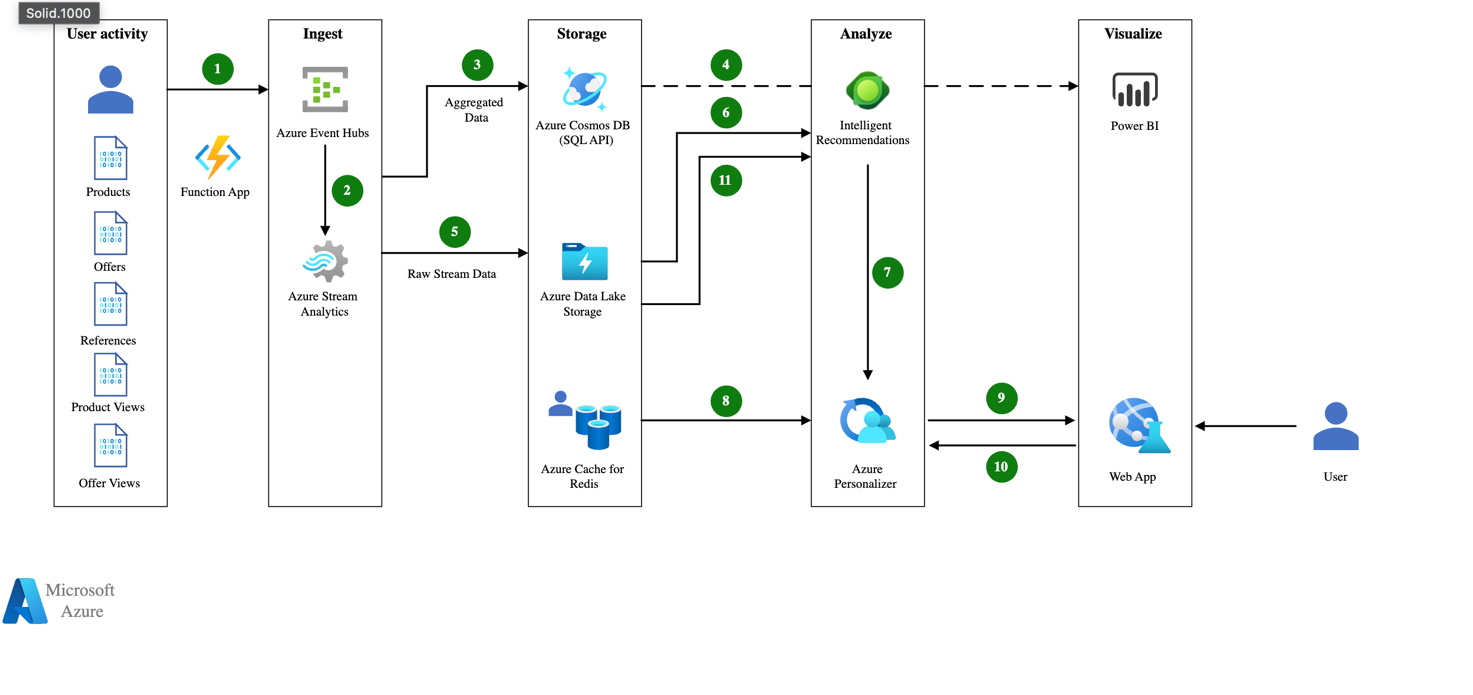 Solid.1000
User activity
Ingest
Storage
Analyze
Visualize
1
3
4
Aggregated
Data
6
Azure Event Hubs
Azure Cosmos DB
(SQL API)
Intelligent
Recommendations
Power BI
Products
Function App
2
11
5
Offers
Raw Stream Data
7
Azure Stream
Analytics
Azure Data Lake
Storage
References
Product Views
8
9
Offer Views
Azure Cache for
Redis
Azure
Personalizer
10
Web App
User
Microsoft
Azure